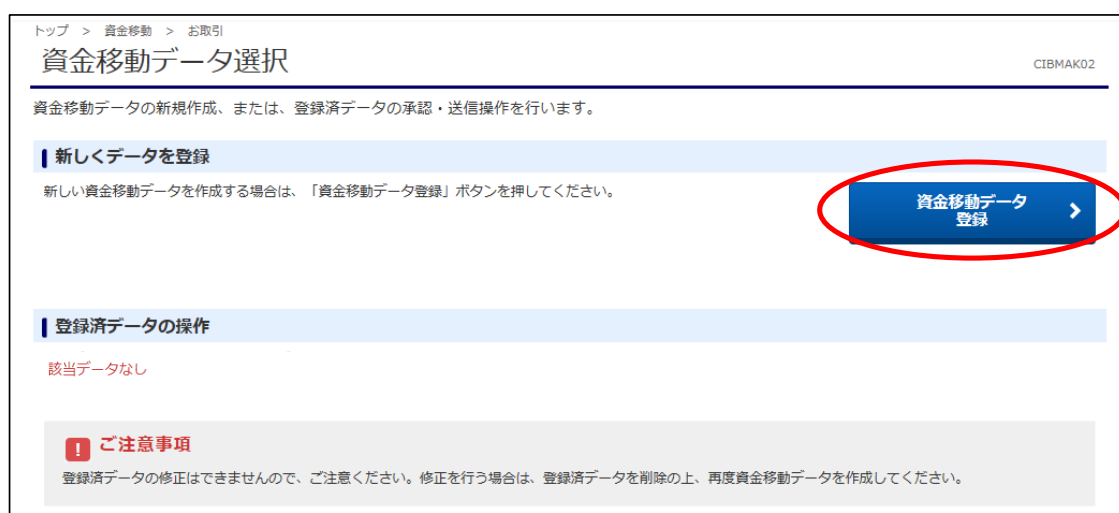 トップ > 資金移動 > お取引
資金移動データ選択
CIBMAK02
資金移動データの新規作成、または、登録済データの承認・送信操作を行います。
新しくデータを登録
新しい資金移動データを作成する場合は、「資金移動データ登録」ボタンを押してください。
資金移動データ
登録
登録済データの操作
該当データなし
ご注意事項
登録済データの修正はできませんので、ご注意ください。修正を行う場合は、登録済データを削除の上、再度資金移動データを作成してください。